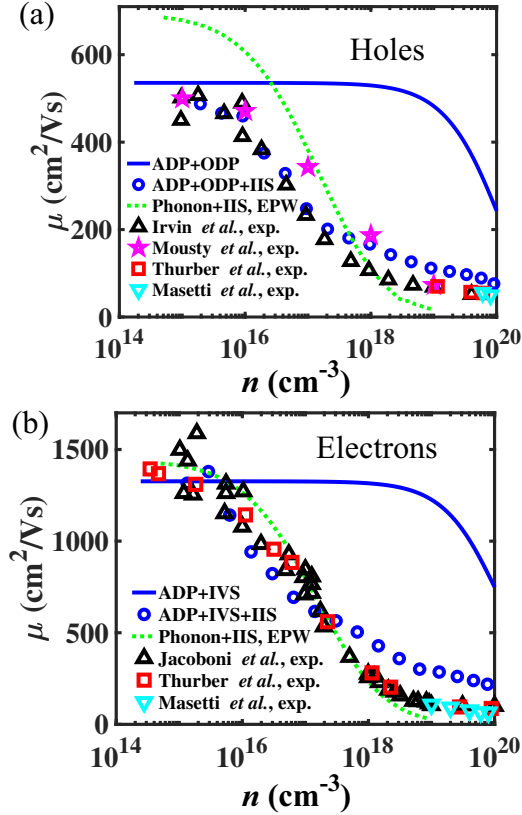 (a)
Holes
600
400
200
0
μ (cm²/Vs)
ADP+ODP
ADP+ODP+IIS
Phonon+IIS, EPW
Irvin et al., exp.
Mousty et al., exp.
Thurber et al., exp.
Masetti et al., exp.
10¹⁴ 10¹⁶ 10¹⁸ 10²⁰
n (cm⁻³)
(b)
Electrons
1500
1000
500
0
μ (cm²/Vs)
ADP+IVS
ADP+IVS+IIS
Phonon+IIS, EPW
Jacoboni et al., exp.
Thurber et al., exp.
Masetti et al., exp.
10¹⁴ 10¹⁶ 10¹⁸ 10²⁰
n (cm⁻³)